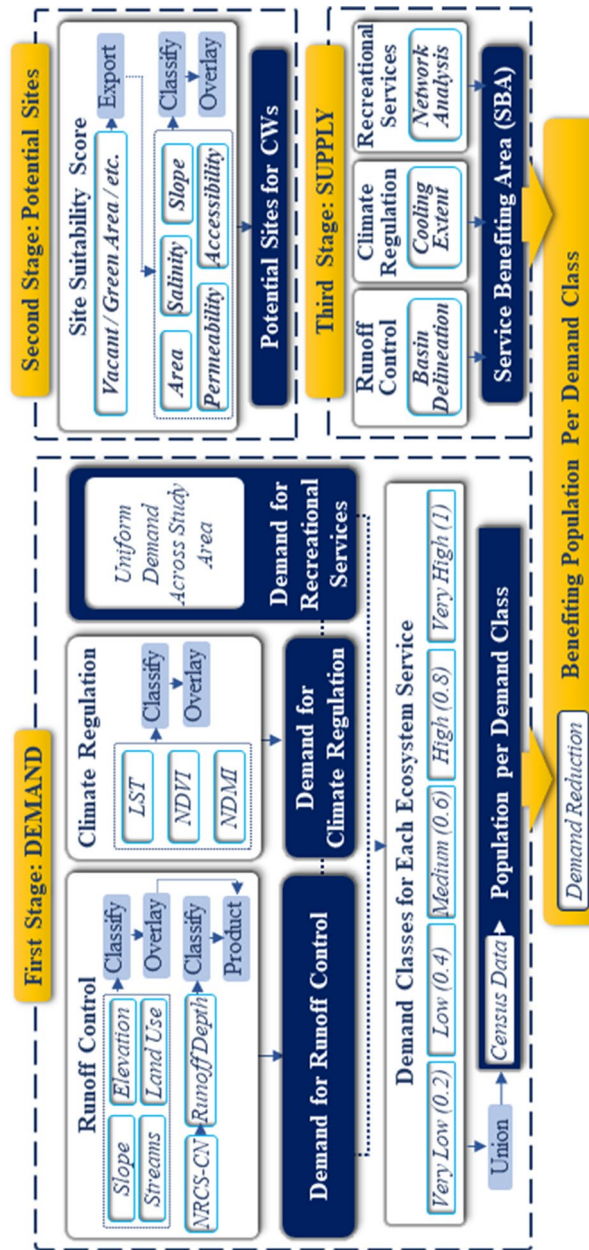 First Stage: DEMAND
Runoff Control
Slope
Elevation
Streams
Land Use
Classify
Overlay
NRCS-CN
Runoff Depth
Classify
Product
Demand for Runoff Control
Climate Regulation
LST
NDVI
NDMI
Classify
Overlay
Demand for
Climate Regulation
Uniform
Demand
Across Study
Area
Demand for
Recreational
Services
Demand Classes for Each Ecosystem Service
Very Low (0.2)
Low (0.4)
Medium (0.6)
High (0.8)
Very High (1)
Union
Census Data
Population per Demand Class
Second Stage: Potential Sites
Site Suitability Score
Vacant / Green Area / etc.
Export
Area
Salinity
Slope
Permeability
Accessibility
Classify
Overlay
Potential Sites for CWs
Third Stage: SUPPLY
Runoff
Control
Basin
Delineation
Climate
Regulation
Cooling
Extent
Recreational
Services
Network
Analysis
Service Benefiting Area (SBA)
Demand Reduction
Benefiting Population Per Demand Class